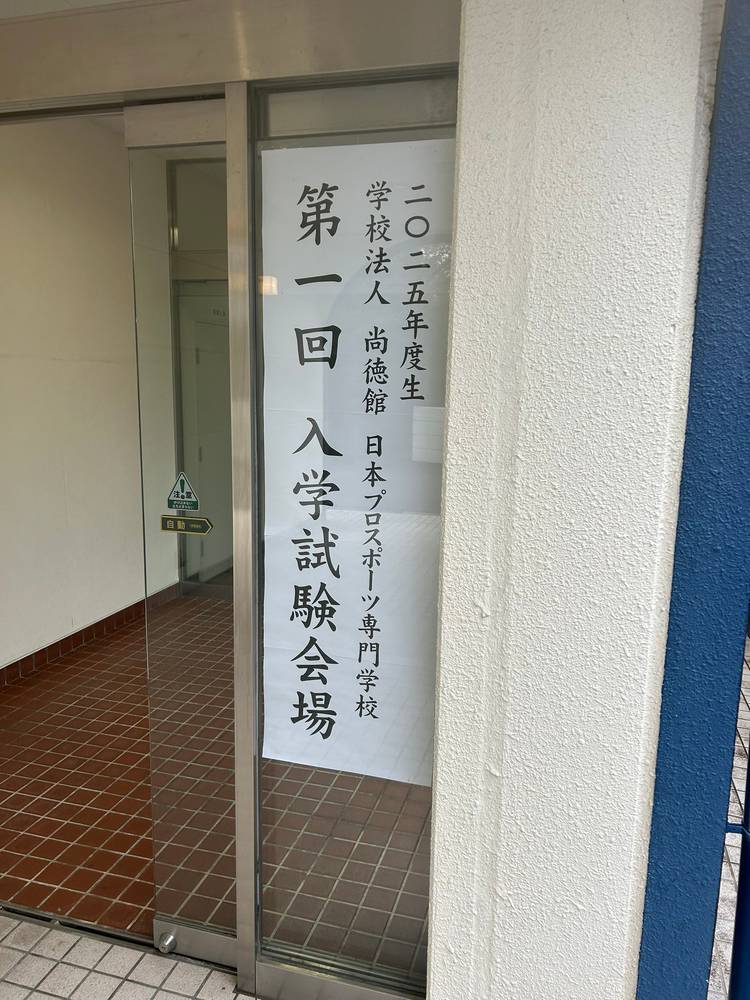 二〇二五年度生
学校法人 尚徳館 日本プロスポーツ専門学校
第一回 入学試験会場
注意
自動